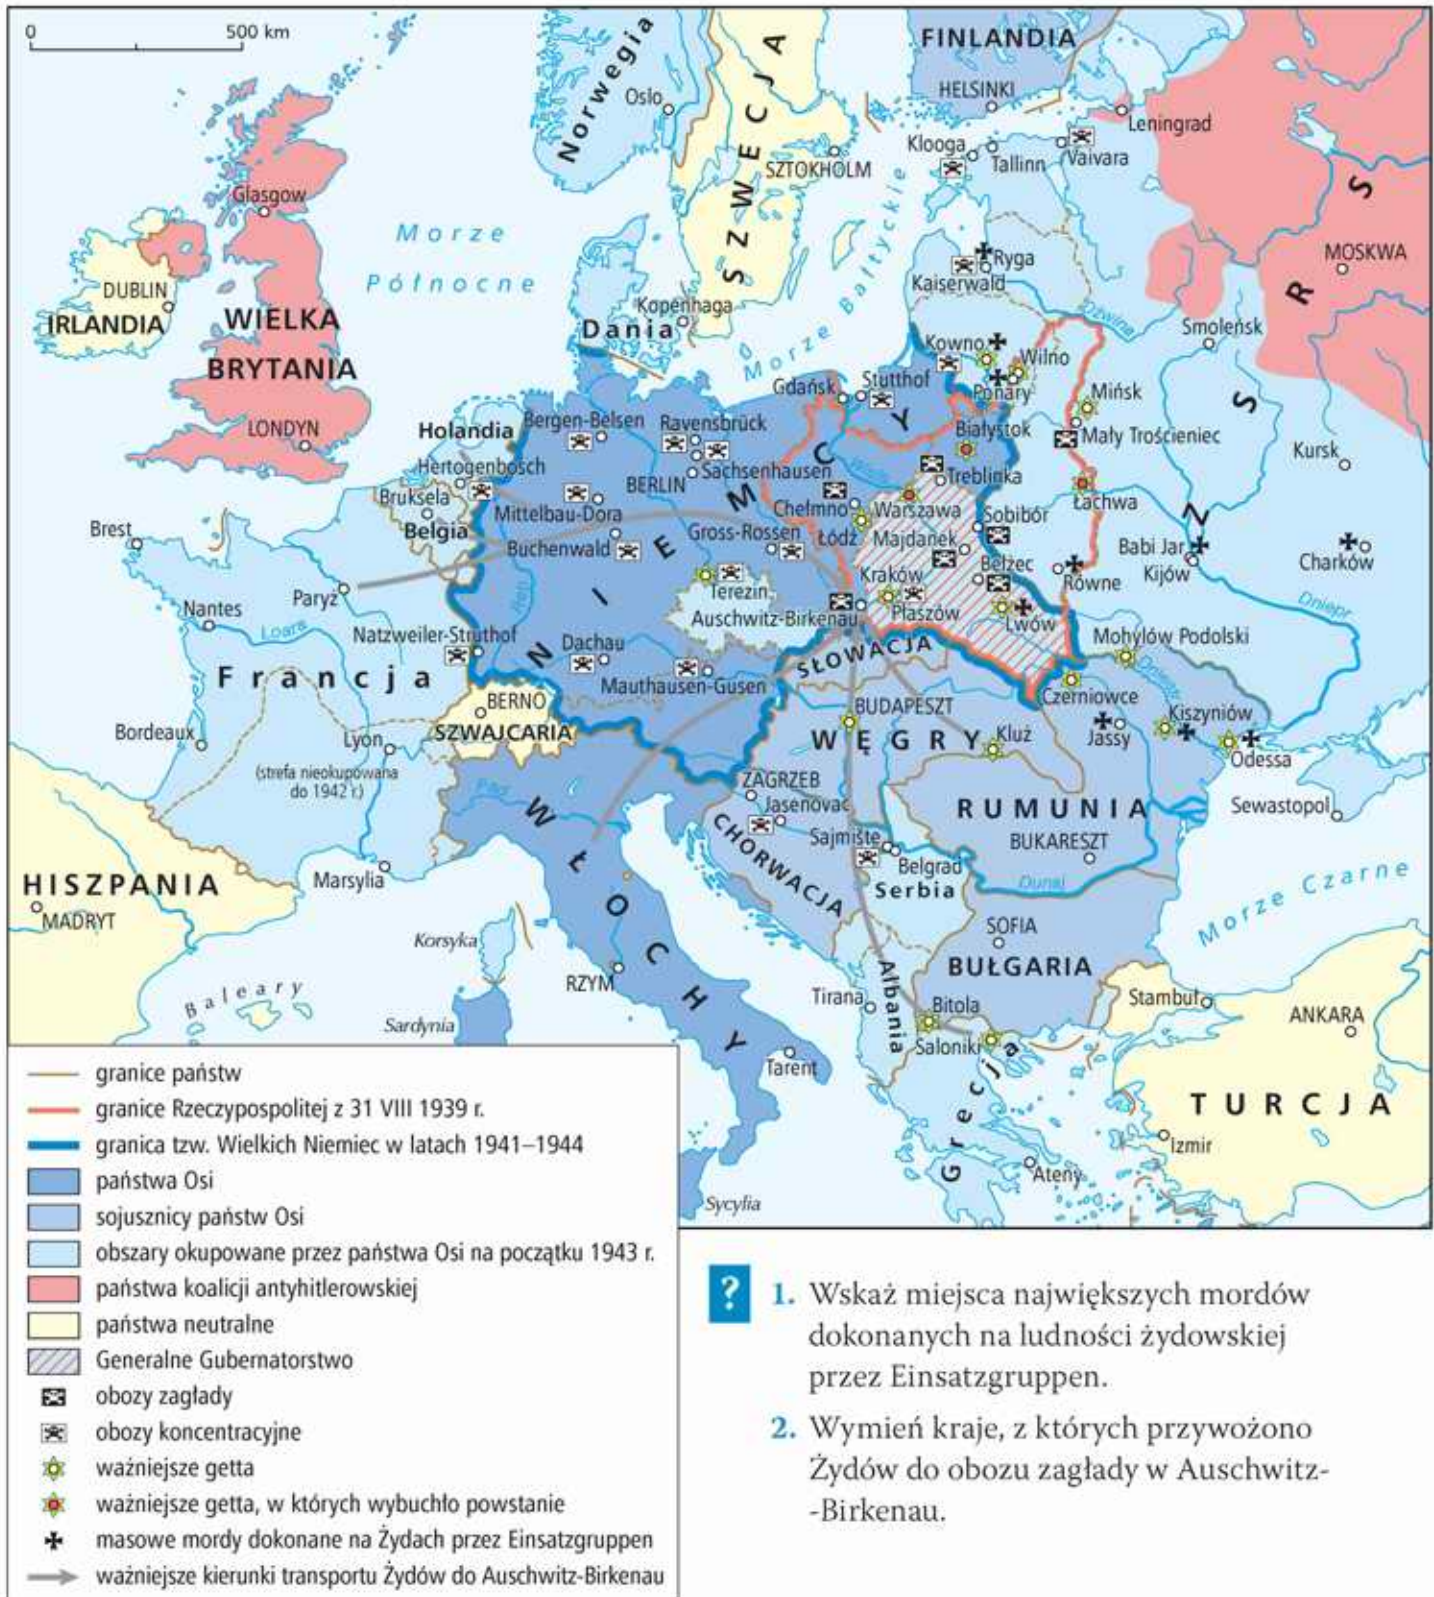 0 500 km
Norwegia
Oslo
SZWECJA
SZTOKHOLM
FINLANDIA
HELSINKI
Leningrad
Klooga
Tallinn
Vaivara
Glasgow
Morze
Północne
DUBLIN
IRLANDIA
WIELKA
BRYTANIA
LONDYN
Kopenhaga
Dania
Morze Bałtyckie
Ryga
Kaiserwald
Dźwina
ZSRS
MOSKWA
Smoleńsk
Kowno
Wilno
Ponary
Mińsk
Mały Trościeniec
Gdańsk
Stutthof
Białystok
Kursk
Holandia
Hertogenbosch
Bruksela
Belgia
Bergen-Belsen
Ravensbrück
Sachsenhausen
BERLIN
Mittelbau-Dora
Buchenwald
Gross-Rossen
NIEMCY
Wisła
Treblinka
Chełmno
Warszawa
Łódź
Sobibór
Majdanek
Bełżec
Łachwa
Babi Jar
Kijów
Charków
Równe
Kraków
Płaszów
Lwów
Terezin
Auschwitz-Birkenau
Dniepr
Brest
Paryż
Nantes
Loara
Ren
Natzweiler-Struthof
Dachau
Mauthausen-Gusen
SŁOWACJA
Mohylów Podolski
Dniestr
Czerniowce
Francja
BERNO
SZWAJCARIA
BUDAPESZT
WĘGRY
Kluż
Jassy
Kiszyniów
Odessa
Bordeaux
Lyon
(strefa nieokupowana
do 1942 r.)
Pad
WŁOCHY
ZAGRZEB
Jasenovac
CHORWACJA
Sajmište
Belgrad
Serbia
RUMUNIA
BUKARESZT
Dunaj
Sewastopol
Marsylia
HISZPANIA
MADRYT
Korsyka
RZYM
SOFIA
BUŁGARIA
Morze Czarne
Baleary
Sardynia
Tirana
Albania
Bitola
Saloniki
Stambuł
ANKARA
Tarent
Grecja
TURCJA
Izmir
Ateny
Sycylia
granice państw
granice Rzeczypospolitej z 31 VIII 1939 r.
granica tzw. Wielkich Niemiec w latach 1941–1944
państwa Osi
sojusznicy państw Osi
obszary okupowane przez państwa Osi na początku 1943 r.
państwa koalicji antyhitlerowskiej
państwa neutralne
Generalne Gubernatorstwo
obozy zagłady
obozy koncentracyjne
ważniejsze getta
ważniejsze getta, w których wybuchło powstanie
masowe mordy dokonane na Żydach przez Einsatzgruppen
ważniejsze kierunki transportu Żydów do Auschwitz-Birkenau
?
1. Wskaż miejsca największych mordów
dokonanych na ludności żydowskiej
przez Einsatzgruppen.
2. Wymień kraje, z których przywożono
Żydów do obozu zagłady w Auschwitz-
-Birkenau.